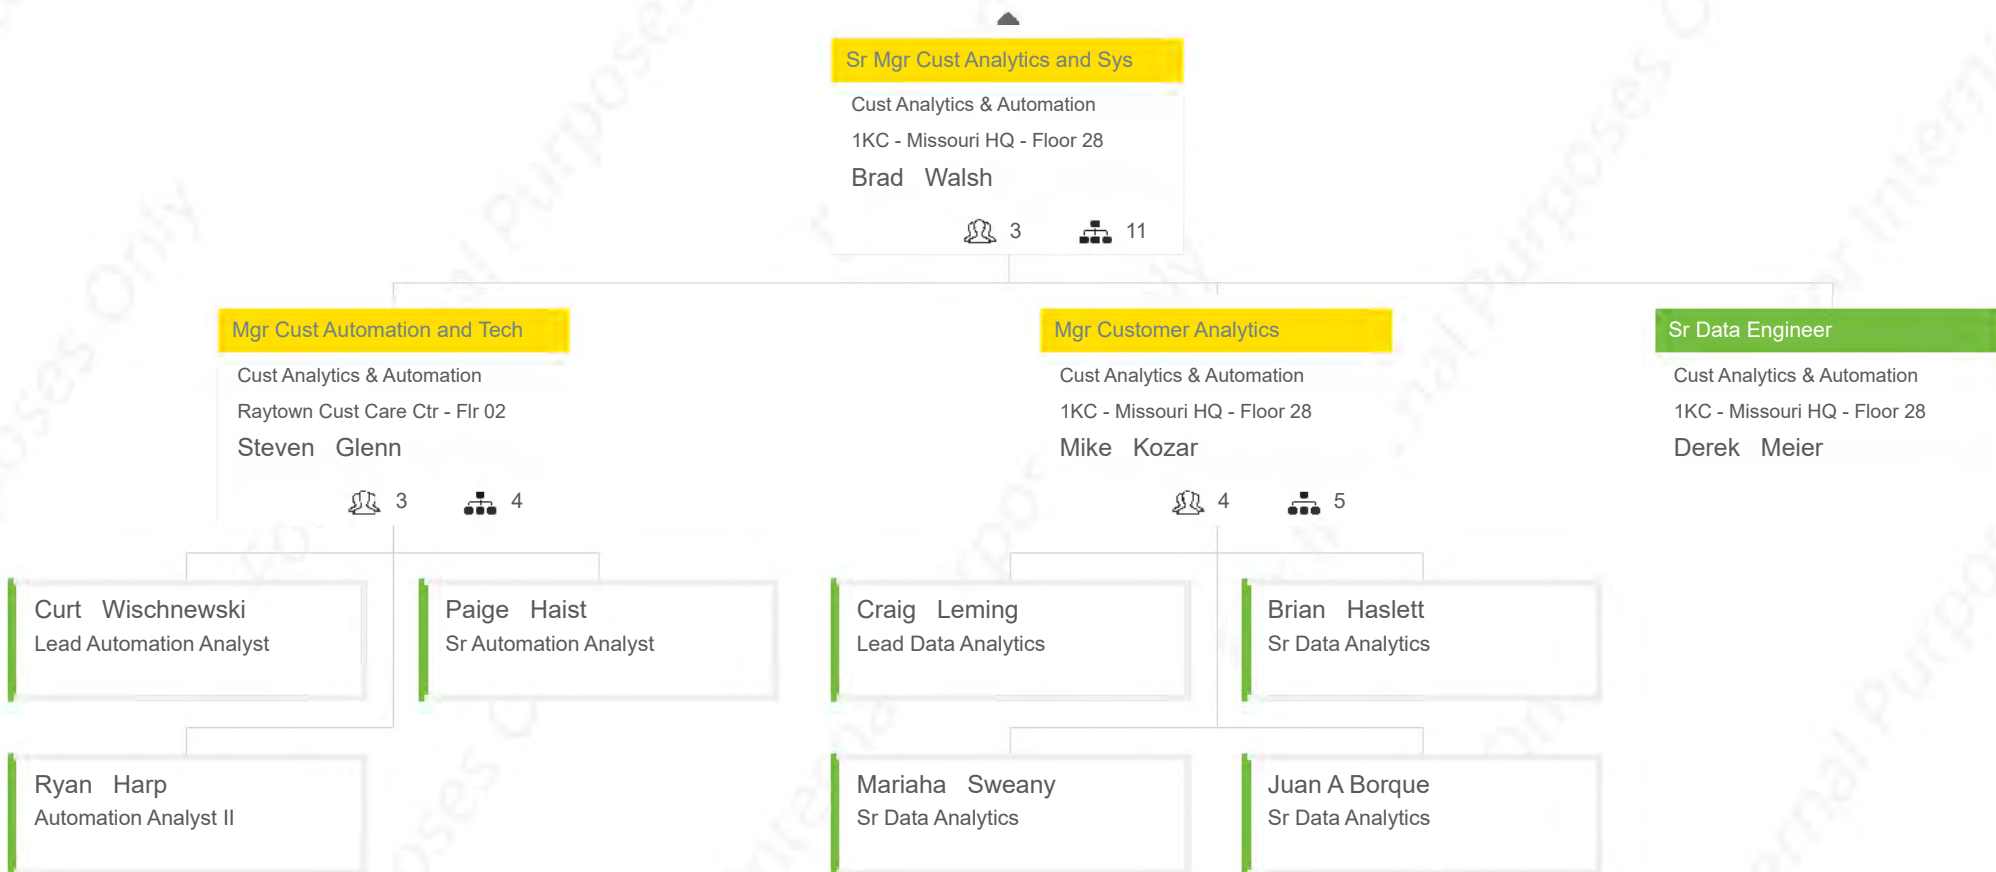 Sr Mgr Cust Analytics and Sys
Cust Analytics & Automation
1KC - Missouri HQ - Floor 28
Brad Walsh
3 11
Mgr Cust Automation and Tech
Cust Analytics & Automation
Raytown Cust Care Ctr - Flr 02
Steven Glenn
3 4
Mgr Customer Analytics
Cust Analytics & Automation
1KC - Missouri HQ - Floor 28
Mike Kozar
4 5
Sr Data Engineer
Cust Analytics & Automation
1KC - Missouri HQ - Floor 28
Derek Meier
Curt Wischnewski
Lead Automation Analyst
Paige Haist
Sr Automation Analyst
Ryan Harp
Automation Analyst II
Craig Leming
Lead Data Analytics
Brian Haslett
Sr Data Analytics
Mariaha Sweany
Sr Data Analytics
Juan A Borque
Sr Data Analytics